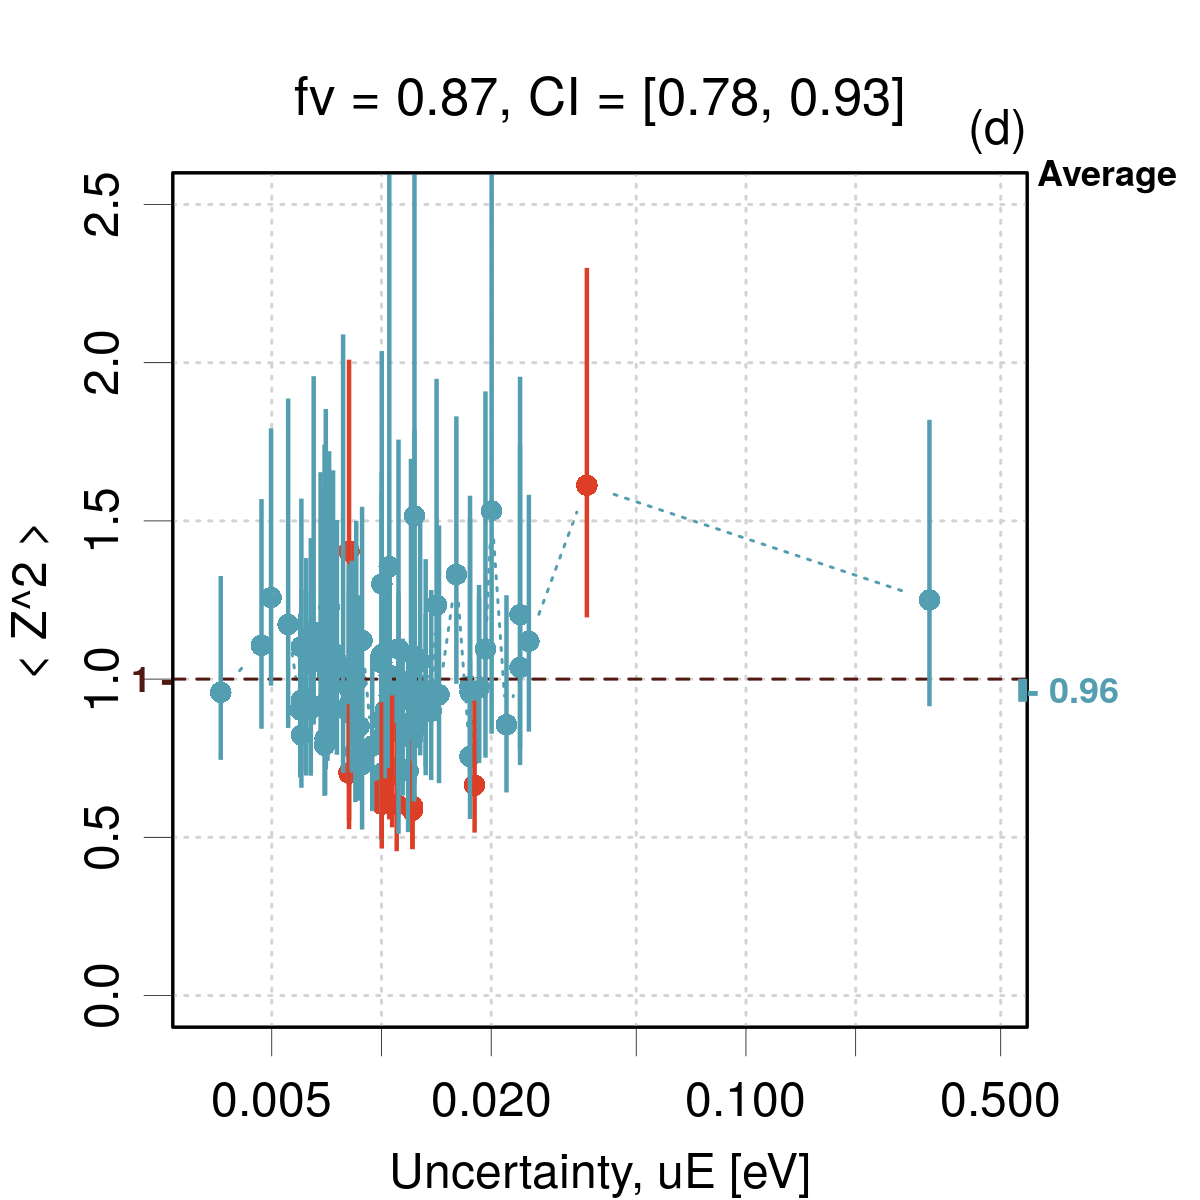 fv = 0.87, CI = [0.78, 0.93]
(d)
Average
2.5
2.0
1.5
1.0
0.5
0.0
< Z^2 >
1
0.96
0.005
0.020
0.100
0.500
Uncertainty, uE [eV]